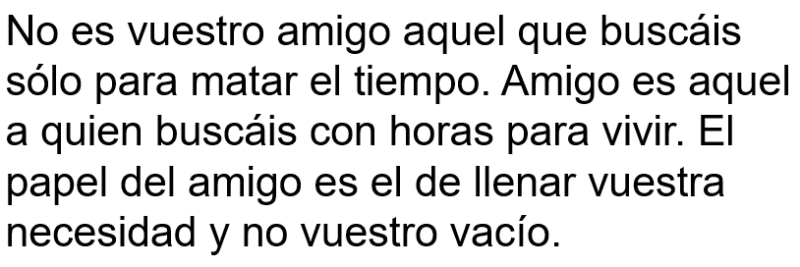 No es vuestro amigo aquel que buscáis
sólo para matar el tiempo. Amigo es aquel
a quien buscáis con horas para vivir. El
papel del amigo es el de llenar vuestra
necesidad y no vuestro vacío.